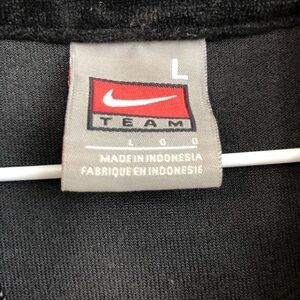 L
TEAM
L G G
MADE IN INDONESIA
FABRIQUE EN INDONESIE